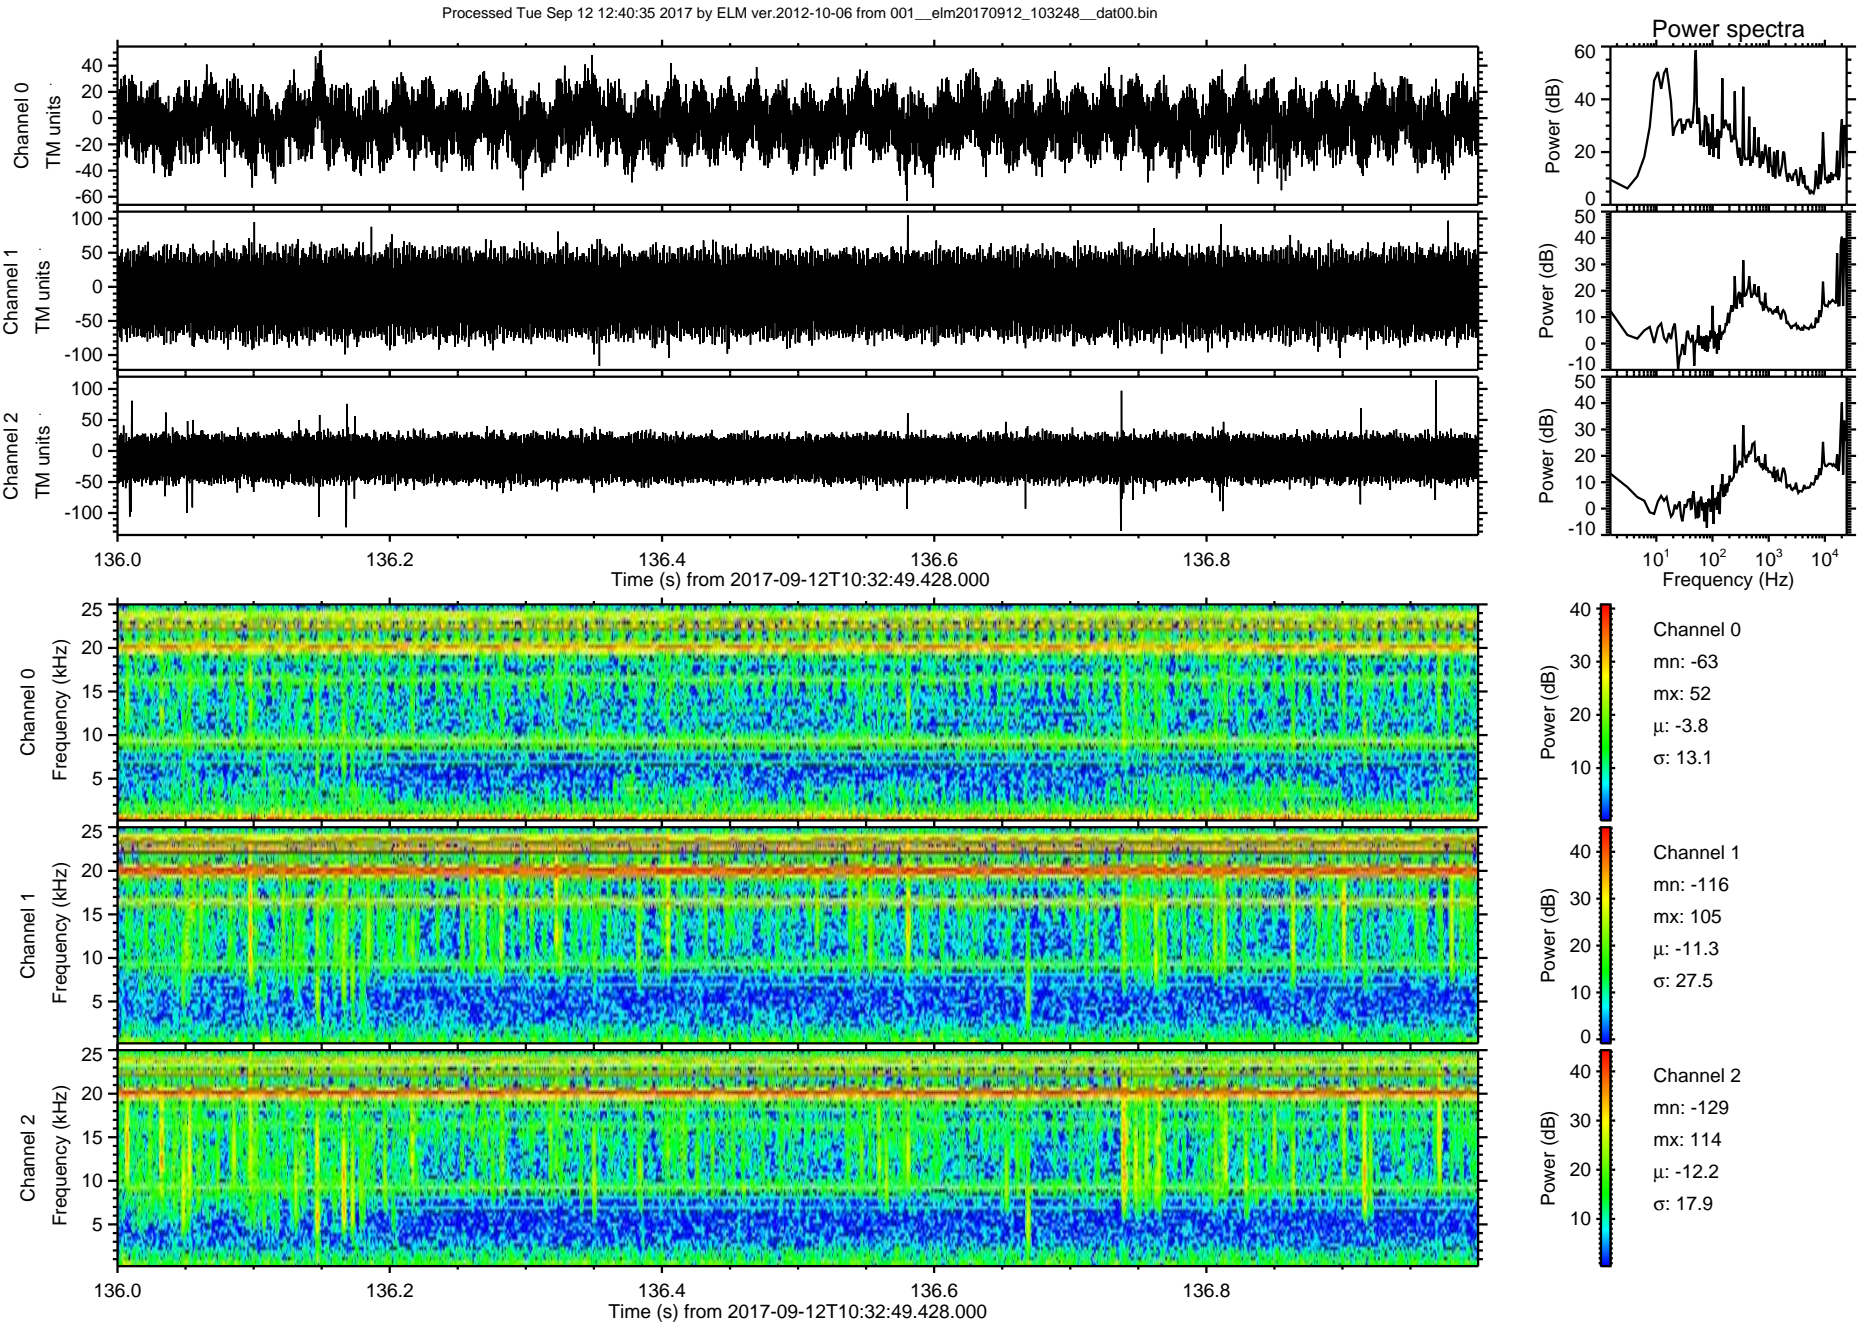 Processed Tue Sep 12 12:40:35 2017 by ELM ver.2012-10-06 from 001__elm20170912_103248__dat00.bin
Power spectra
Channel 0
TM units
40
20
0
-20
-40
-60
Power (dB)
60
40
20
0
Channel 1
TM units
100
50
0
-50
-100
Power (dB)
50
40
30
20
10
0
-10
Channel 2
TM units
100
50
0
-50
-100
Power (dB)
50
40
30
20
10
0
-10
136.0 136.2 136.4 136.6 136.8
Time (s) from 2017-09-12T10:32:49.428.000
10^1 10^2 10^3 10^4
Frequency (Hz)
Channel 0
Frequency (kHz)
25
20
15
10
5
Power (dB)
40
30
20
10
Channel 0
mn: -63
mx: 52
μ: -3.8
σ: 13.1
Channel 1
Frequency (kHz)
25
20
15
10
5
Power (dB)
40
30
20
10
0
Channel 1
mn: -116
mx: 105
μ: -11.3
σ: 27.5
Channel 2
Frequency (kHz)
25
20
15
10
5
Power (dB)
40
30
20
10
Channel 2
mn: -129
mx: 114
μ: -12.2
σ: 17.9
136.0 136.2 136.4 136.6 136.8
Time (s) from 2017-09-12T10:32:49.428.000